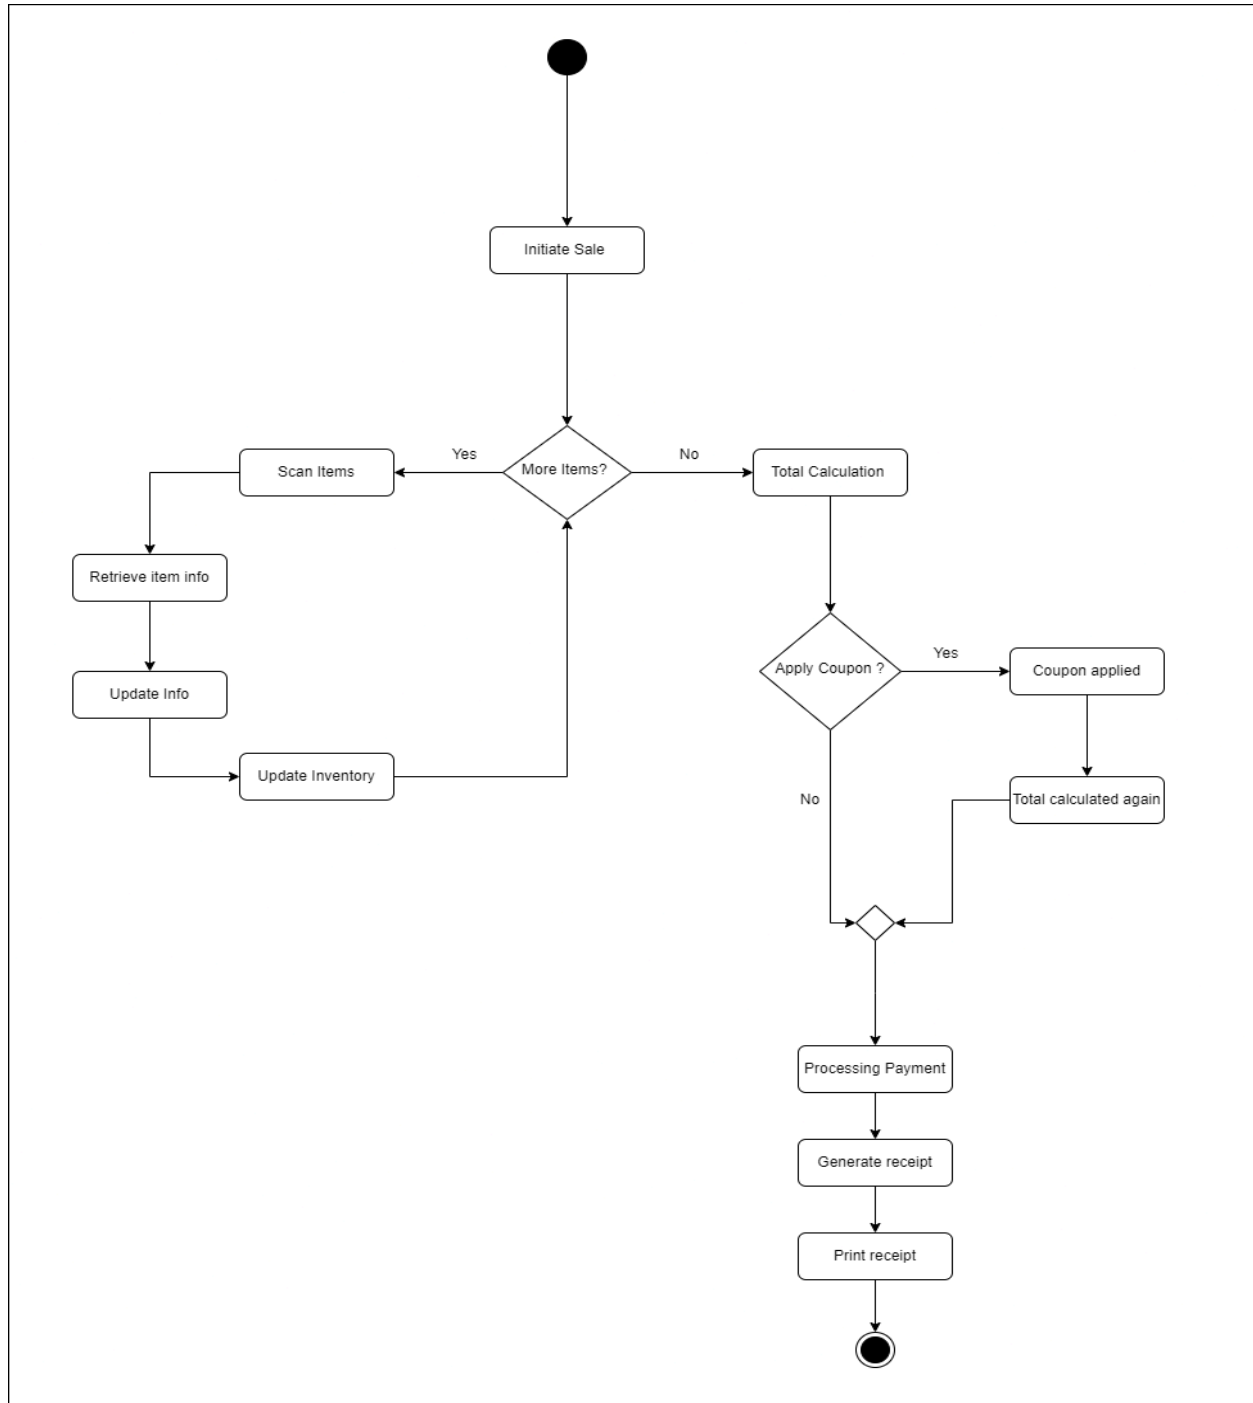 Initiate Sale
Yes
More Items?
No
Scan Items
Total Calculation
Retrieve item info
Update Info
Update Inventory
Apply Coupon ?
Yes
Coupon applied
No
Total calculated again
Processing Payment
Generate receipt
Print receipt